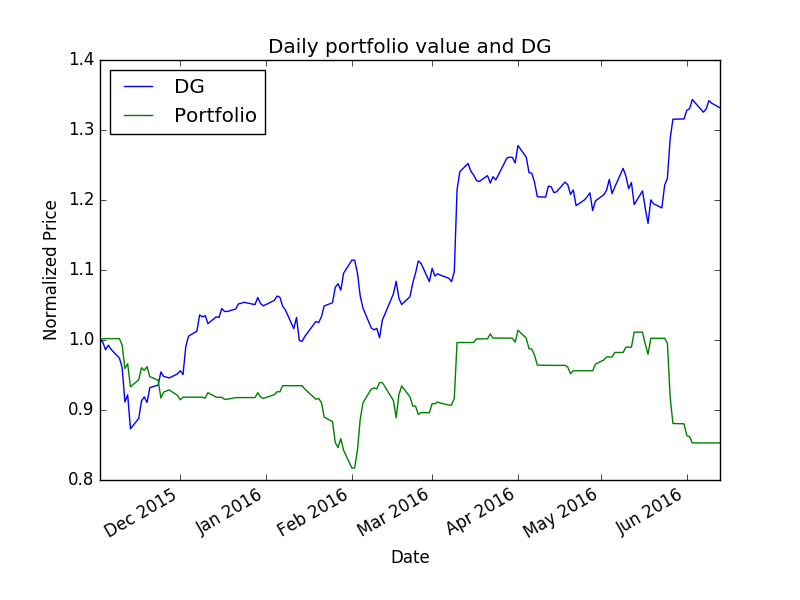 Daily portfolio value and DG
DG
Portfolio
Normalized Price
1.4
1.3
1.2
1.1
1.0
0.9
0.8
Dec 2015
Jan 2016
Feb 2016
Mar 2016
Apr 2016
May 2016
Jun 2016
Date